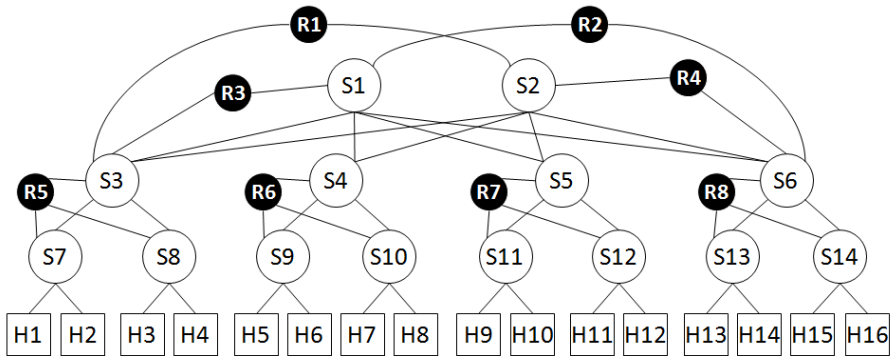 R1 R2
R3 S1 S2 R4
R5 S3 R6 S4 R7 S5 R8 S6
S7 S8 S9 S10 S11 S12 S13 S14
H1 H2 H3 H4 H5 H6 H7 H8 H9 H10 H11 H12 H13 H14 H15 H16